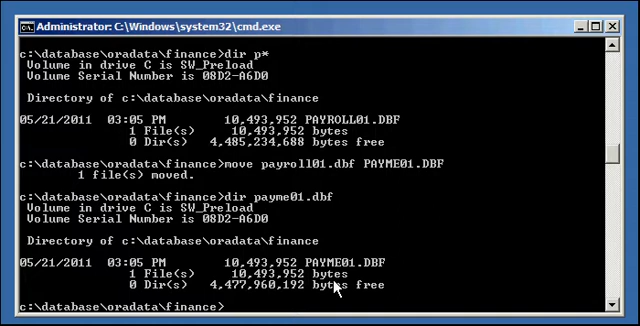 Administrator: C:\Windows\system32\cmd.exe
c:\database\oradata\finance>dir p*
Volume in drive C is SW_Preload
Volume Serial Number is 08D2-A6D0
Directory of c:\database\oradata\finance
05/21/2011 03:05 PM 10,493,952 PAYROLL01.DBF
1 File(s) 10,493,952 bytes
0 Dir(s) 4,485,234,688 bytes free
c:\database\oradata\finance>move payroll01.dbf PAYME01.DBF
1 file(s) moved.
c:\database\oradata\finance>dir payme01.dbf
Volume in drive C is SW_Preload
Volume Serial Number is 08D2-A6D0
Directory of c:\database\oradata\finance
05/21/2011 03:05 PM 10,493,952 PAYME01.DBF
1 File(s) 10,493,952 bytes
0 Dir(s) 4,477,960,192 bytes free
c:\database\oradata\finance>